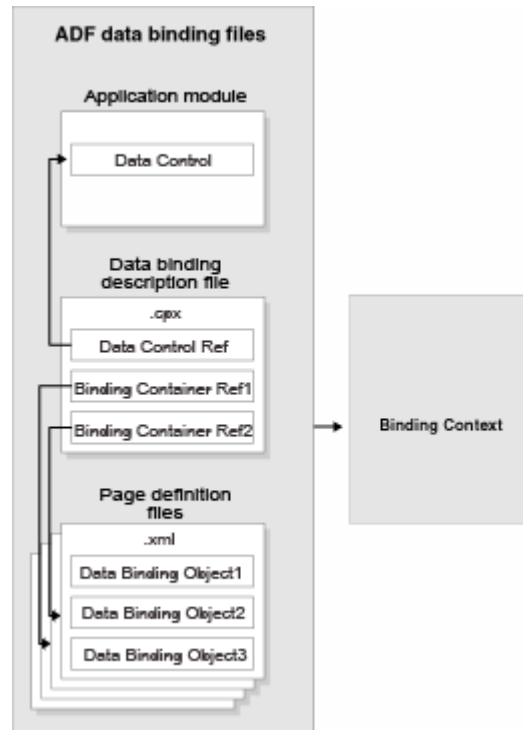 ADF data binding files
Application module
Data Control
Data binding
description file
.cpx
Data Control Ref
Binding Container Ref1
Binding Container Ref2
Binding Context
Page definition
files
.xml
Data Binding Object1
Data Binding Object2
Data Binding Object3